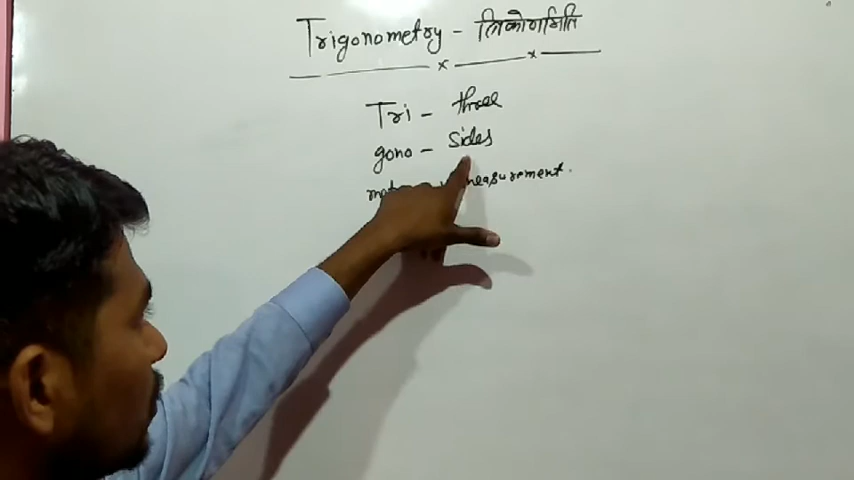 Trigonometry - त्रिकोणमिति
Tri - three
gono - sides
measurement.